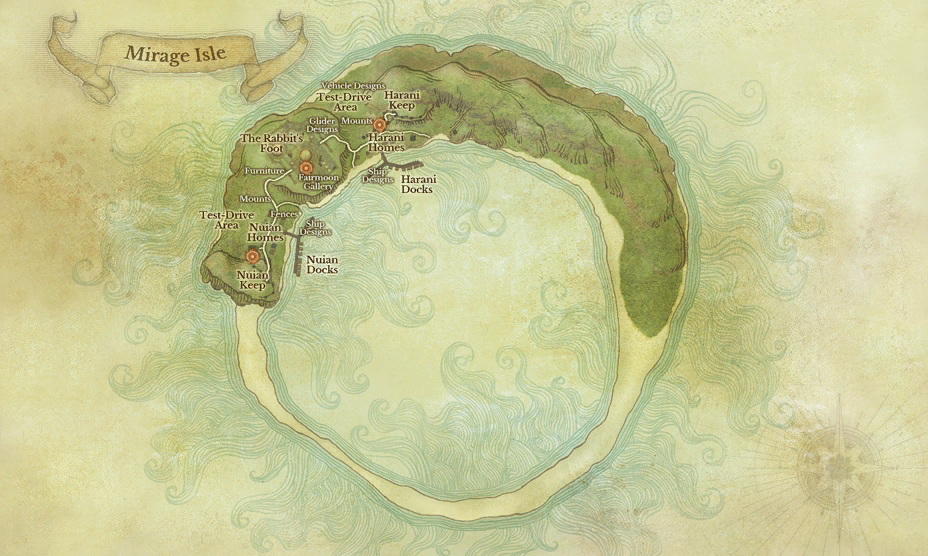 Mirage Isle
Vehicle Designs
Test-Drive
Area
Harani
Keep
Glider
Designs
Mounts
Harani
Homes
The Rabbit's
Foot
Furniture
Fairmoon
Gallery
Ship
Designs
Harani
Docks
Mounts
Fences
Test-Drive
Area
Nuian
Homes
Ship
Designs
Nuian
Docks
Nuian
Keep